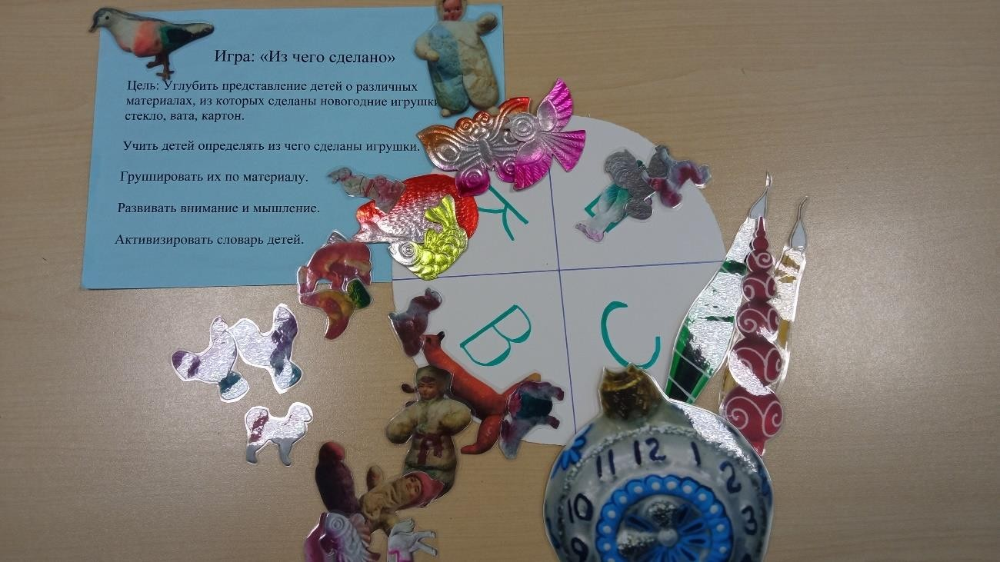 Игра: «Из чего сделано»
Цель: Углубить представление детей о различных
материалах, из которых сделаны новогодние игрушки
стекло, вата, картон.
Учить детей определять из чего сделаны игрушки.
Группировать их по материалу.
Развивать внимание и мышление.
Активизировать словарь детей.
К
В
С
10 11 12 1 2 3
9